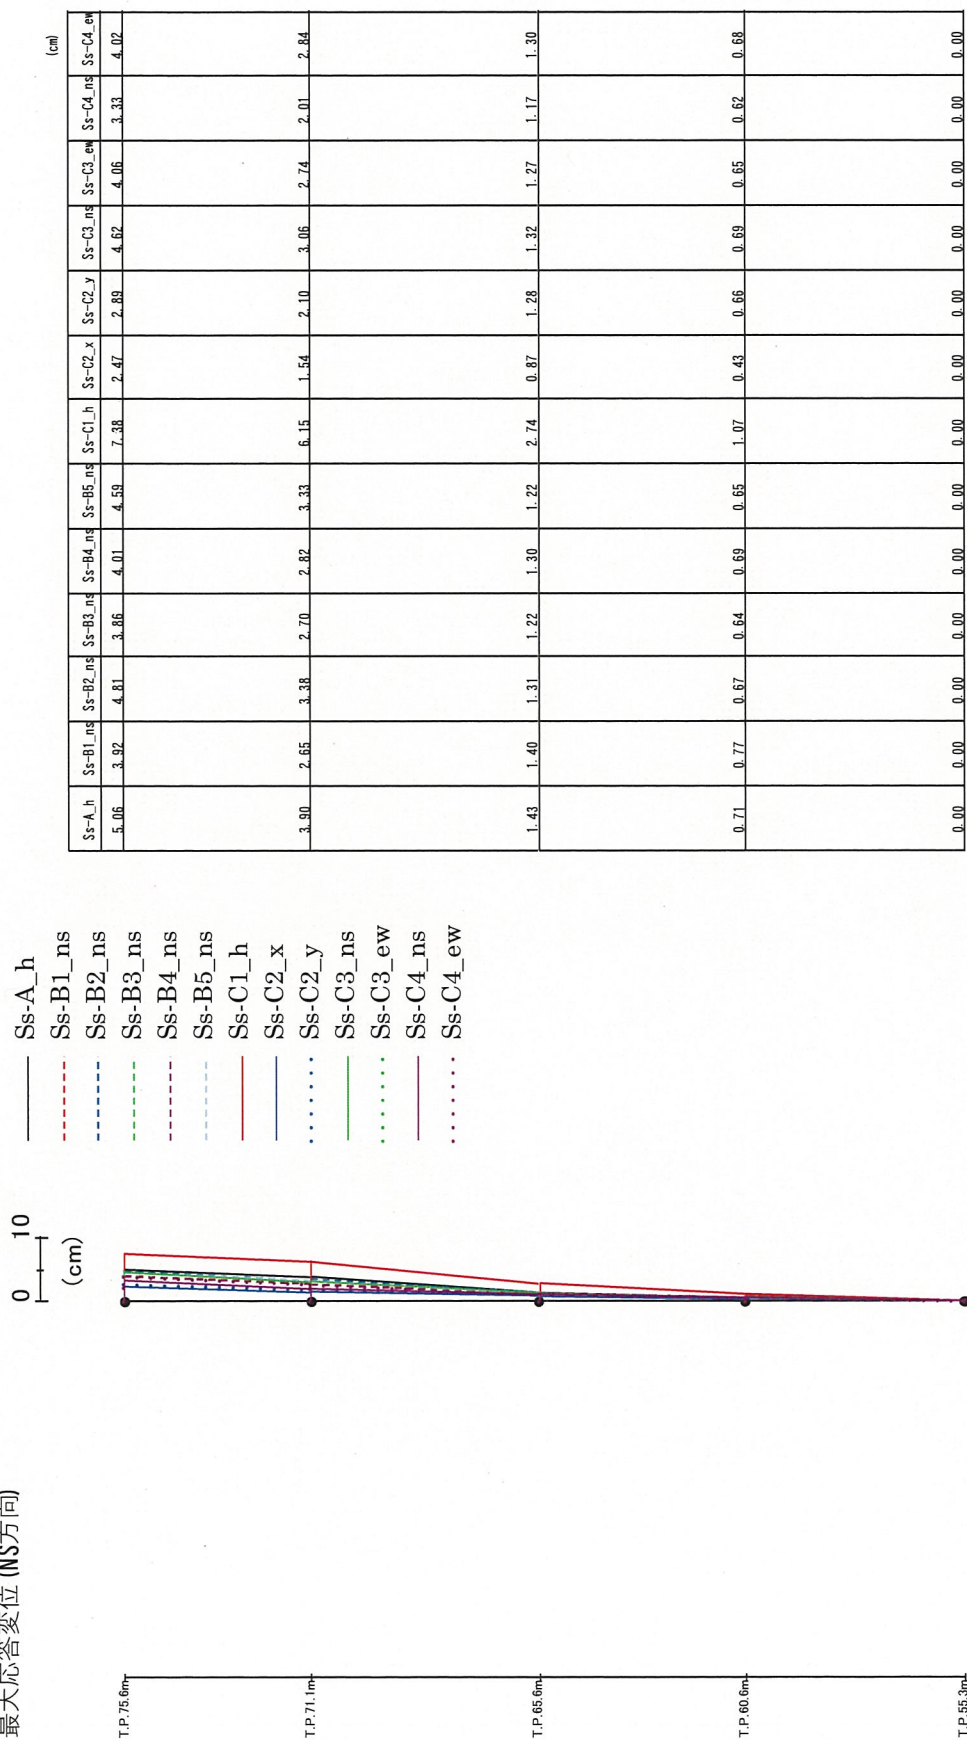 最大応答変位 (NS方向)
0 10
(cm)
T.P.75.6m
T.P.71.1m
T.P.65.6m
T.P.60.6m
T.P.55.3m
Ss-A_h
Ss-B1_ns
Ss-B2_ns
Ss-B3_ns
Ss-B4_ns
Ss-B5_ns
Ss-C1_h
Ss-C2_x
Ss-C2_y
Ss-C3_ns
Ss-C3_ew
Ss-C4_ns
Ss-C4_ew
(cm)
Ss-A_h Ss-B1_ns Ss-B2_ns Ss-B3_ns Ss-B4_ns Ss-B5_ns Ss-C1_h Ss-C2_x Ss-C2_y Ss-C3_ns Ss-C3_ew Ss-C4_ns Ss-C4_ew
5.06 3.92 4.81 3.86 4.01 4.59 7.38 2.47 2.89 4.62 4.06 3.33 4.02
3.90 2.65 3.38 2.70 2.82 3.33 6.15 1.54 2.10 3.06 2.74 2.01 2.84
1.43 1.40 1.31 1.22 1.30 1.22 2.74 0.87 1.28 1.32 1.27 1.17 1.30
0.71 0.77 0.67 0.64 0.69 0.65 1.07 0.43 0.66 0.69 0.65 0.62 0.68
0.00 0.00 0.00 0.00 0.00 0.00 0.00 0.00 0.00 0.00 0.00 0.00 0.00